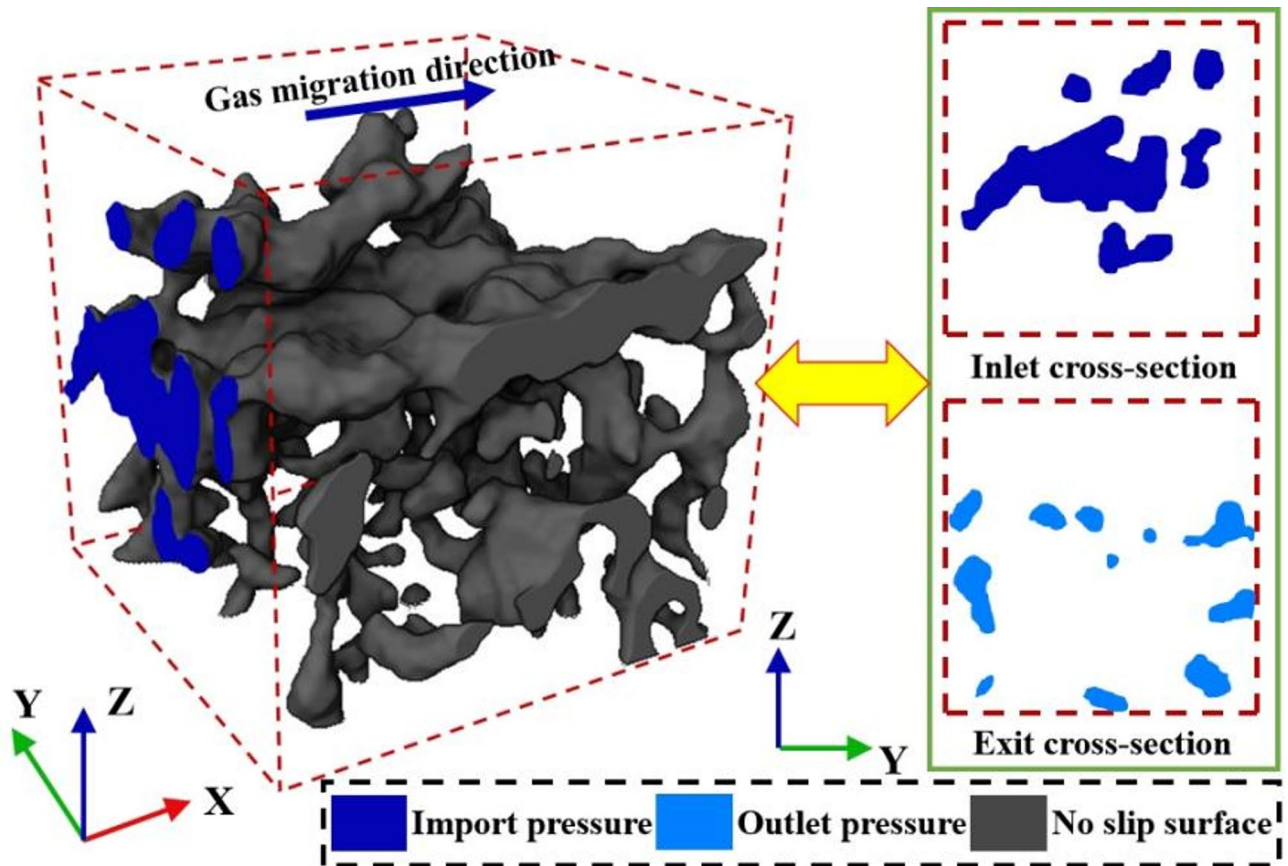 Gas migration direction
Inlet cross-section
Exit cross-section
Y
Z
X
Z
Y
Import pressure
Outlet pressure
No slip surface